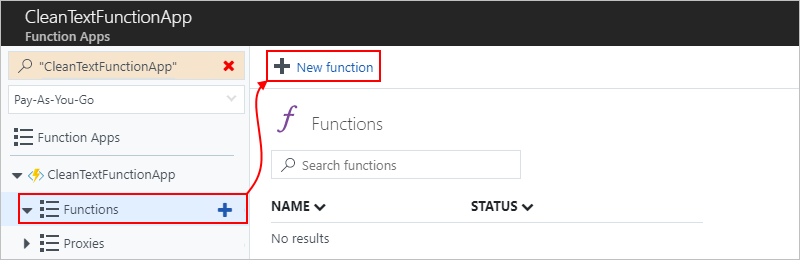 CleanTextFunctionApp
Function Apps
"CleanTextFunctionApp"
Pay-As-You-Go
Function Apps
CleanTextFunctionApp
Functions
Proxies
New function
Functions
Search functions
NAME STATUS
No results